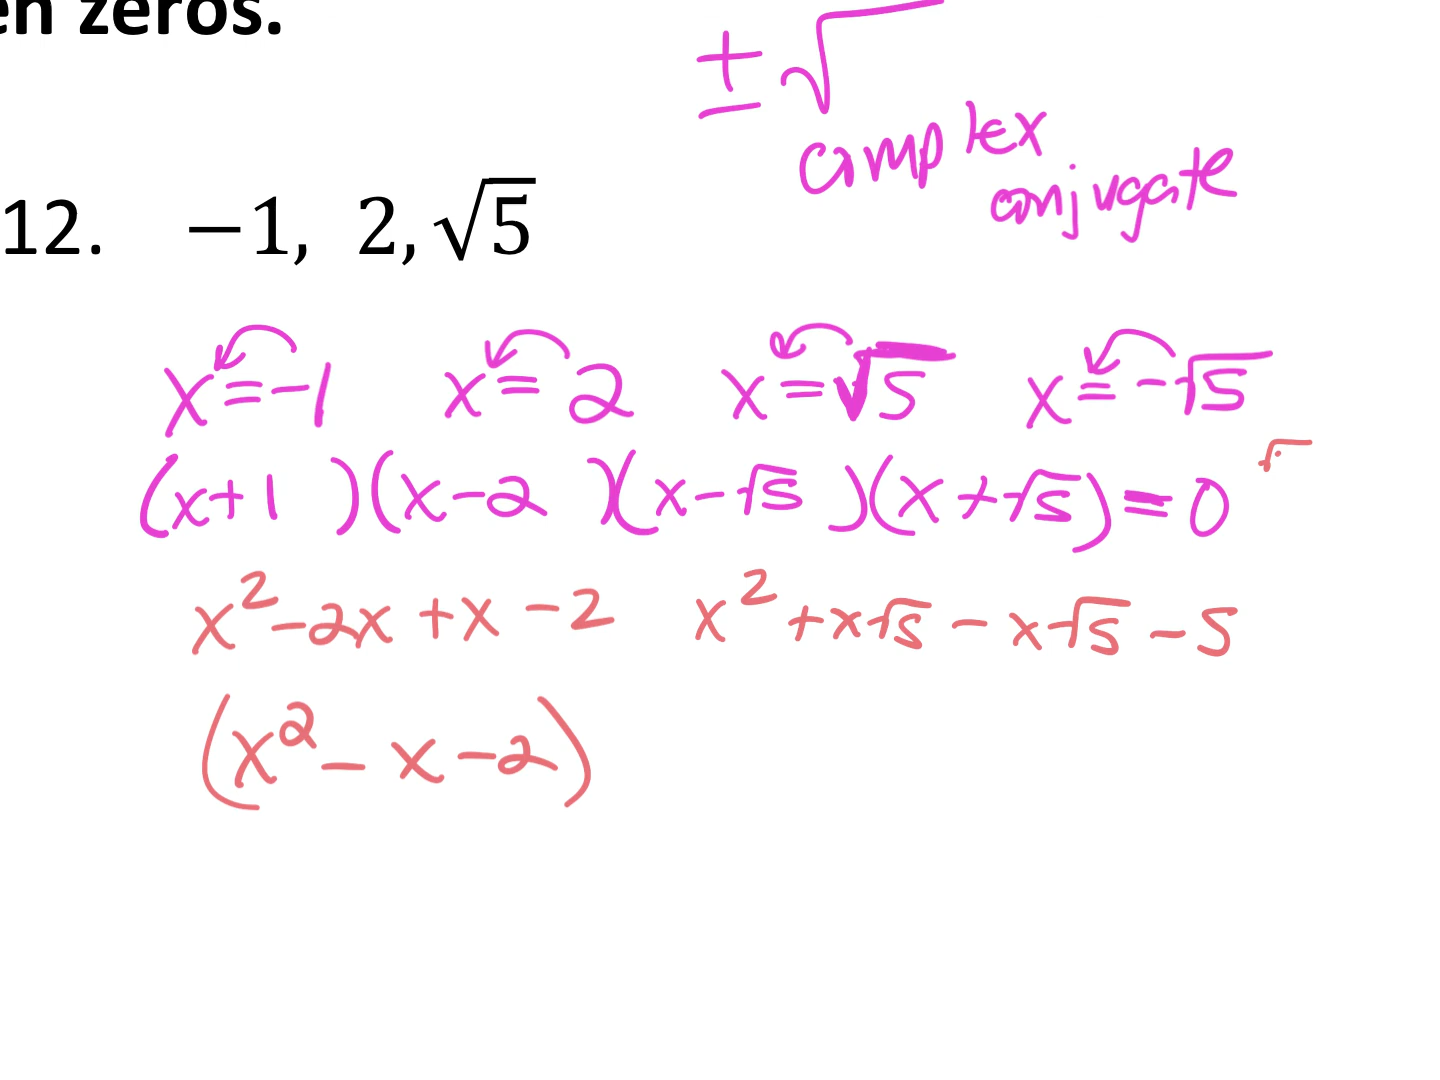 en zeros.
±√
complex
conjugate
12. −1, 2, √5
x=-1 x=2 x=√5 x=-√5
√
(x+1)(x-2)(x-√5)(x+√5)=0
x²-2x+x-2 x²+x√5-x√5-5
(x²-x-2)